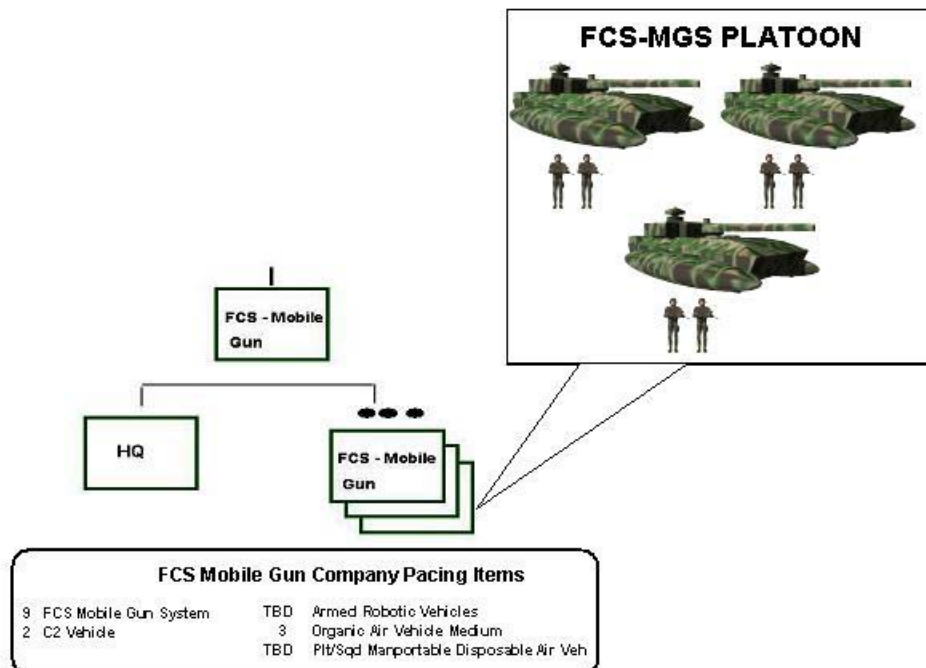 FCS-MGS PLATOON
FCS - Mobile
Gun
HQ
FCS - Mobile
Gun
FCS Mobile Gun Company Pacing Items
9 FCS Mobile Gun System
2 C2 Vehicle
TBD Armed Robotic Vehicles
3 Organic Air Vehicle Medium
TBD Plt/Sqd Manportable Disposable Air Veh